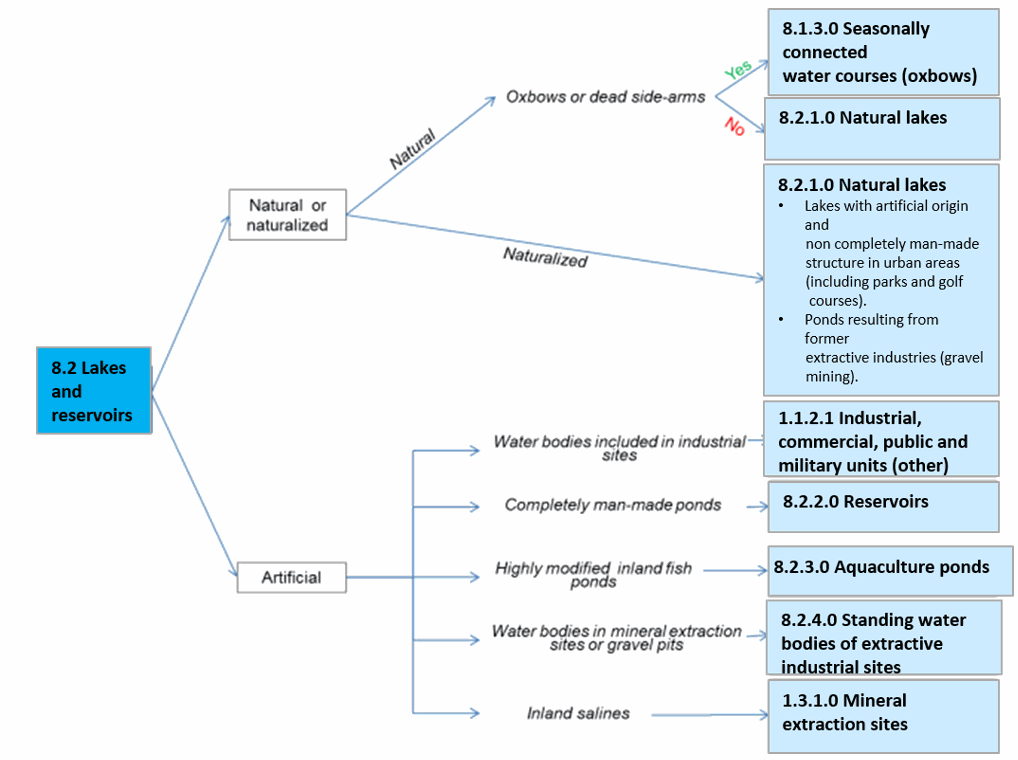 8.1.3.0 Seasonally
connected
water courses (oxbows)
Yes
Oxbows or dead side-arms
No
8.2.1.0 Natural lakes
Natural
8.2.1.0 Natural lakes
• Lakes with artificial origin
and
non completely man-made
structure in urban areas
(including parks and golf
courses).
• Ponds resulting from
former
extractive industries (gravel
mining).
Natural or
naturalized
Naturalized
8.2 Lakes
and
reservoirs
Water bodies included in industrial
sites
1.1.2.1 Industrial,
commercial, public and
military units (other)
Completely man-made ponds
8.2.2.0 Reservoirs
Artificial
Highly modified inland fish
ponds
8.2.3.0 Aquaculture ponds
Water bodies in mineral extraction
sites or gravel pits
8.2.4.0 Standing water
bodies of extractive
industrial sites
Inland salines
1.3.1.0 Mineral
extraction sites